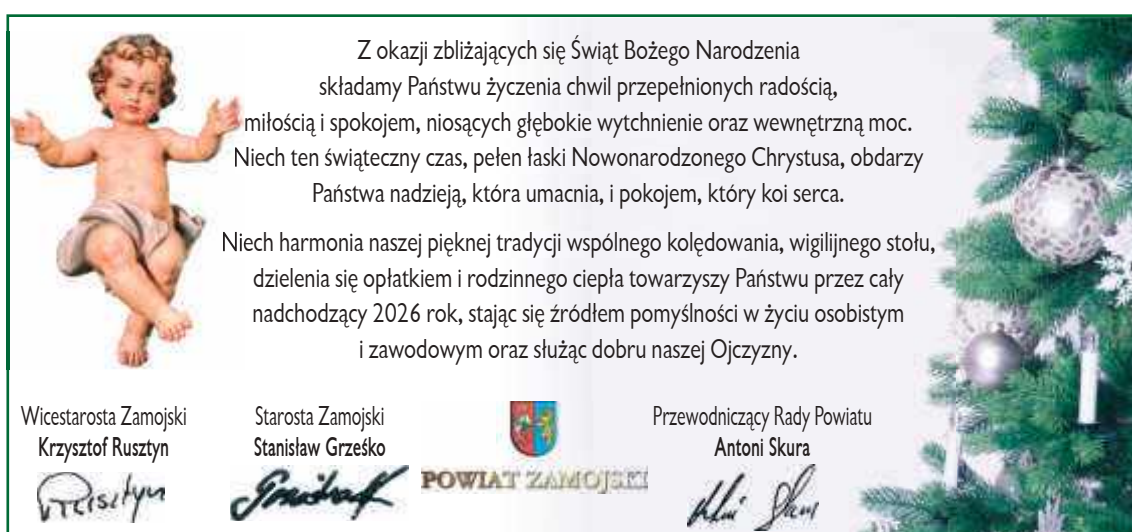 Z okazji zbliżających się Świąt Bożego Narodzenia
składamy Państwu życzenia chwil przepełnionych radością,
miłością i spokojem, niosących głębokie wytchnienie oraz wewnętrzną moc.
Niech ten świąteczny czas, pełen łaski Nowonarodzonego Chrystusa, obdarzy
Państwa nadzieją, która umacnia, i pokojem, który koi serca.
Niech harmonia naszej pięknej tradycji wspólnego kolędowania, wigilijnego stołu,
dzielenia się opłatkiem i rodzinnego ciepła towarzyszy Państwu przez cały
nadchodzący 2026 rok, stając się źródłem pomyślności w życiu osobistym
i zawodowym oraz służąc dobru naszej Ojczyzny.
Wicestarosta Zamojski
Krzysztof Rusztyn
Starosta Zamojski
Stanisław Grześko
POWIAT ZAMOJSKI
Przewodniczący Rady Powiatu
Antoni Skura